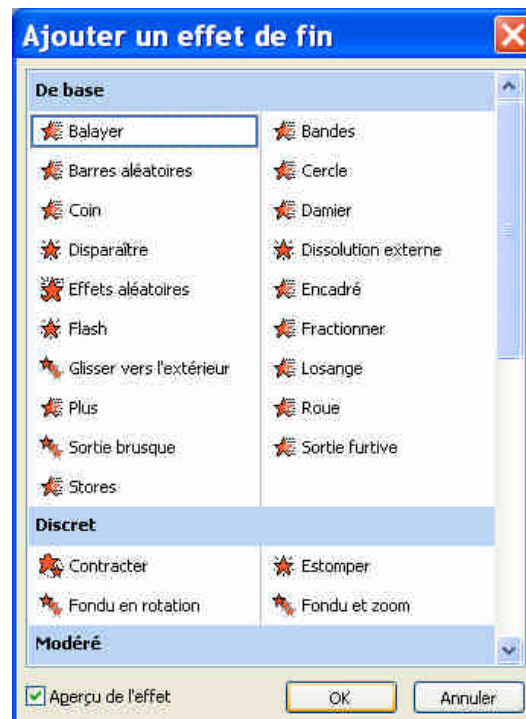 Ajouter un effet de fin
De base
Balayer
Bandes
Barres aléatoires
Cercle
Coin
Damier
Disparaître
Dissolution externe
Effets aléatoires
Encadré
Flash
Fractionner
Glisser vers l'extérieur
Losange
Plus
Roue
Sortie brusque
Sortie furtive
Stores
Discret
Contracter
Estomper
Fondu en rotation
Fondu et zoom
Modéré
Aperçu de l'effet
OK
Annuler